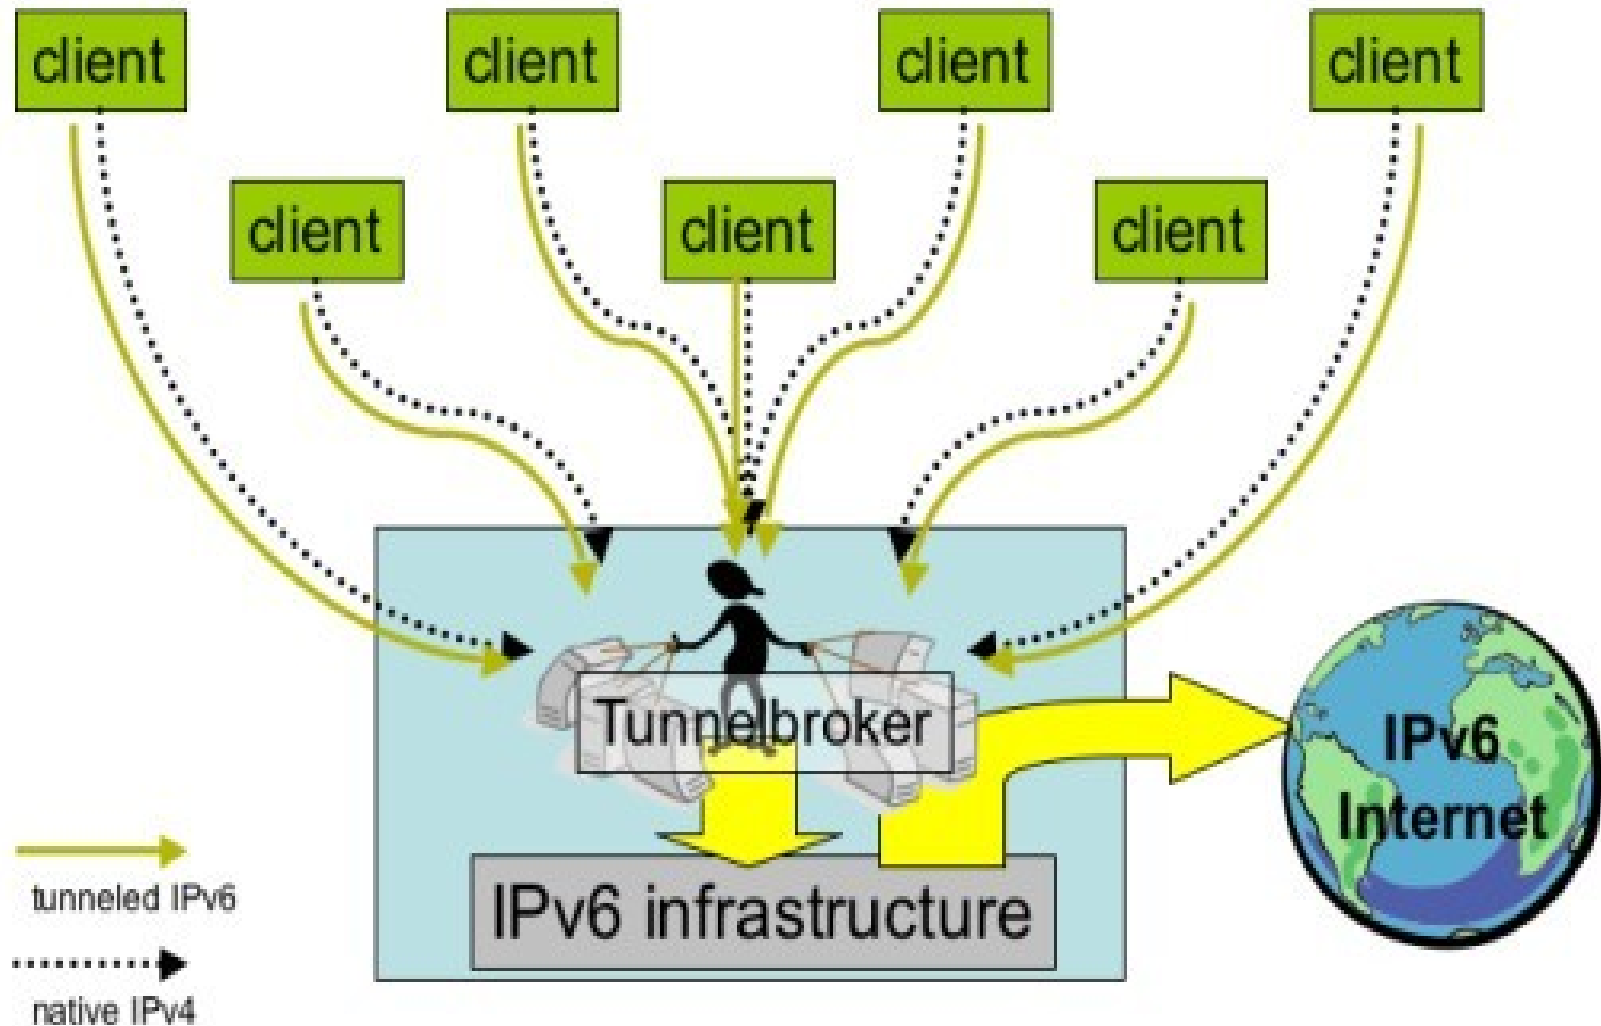 client
client
client
client
client
client
client
Tunnelbroker
IPv6
Internet
tunneled IPv6
IPv6 infrastructure
native IPv4